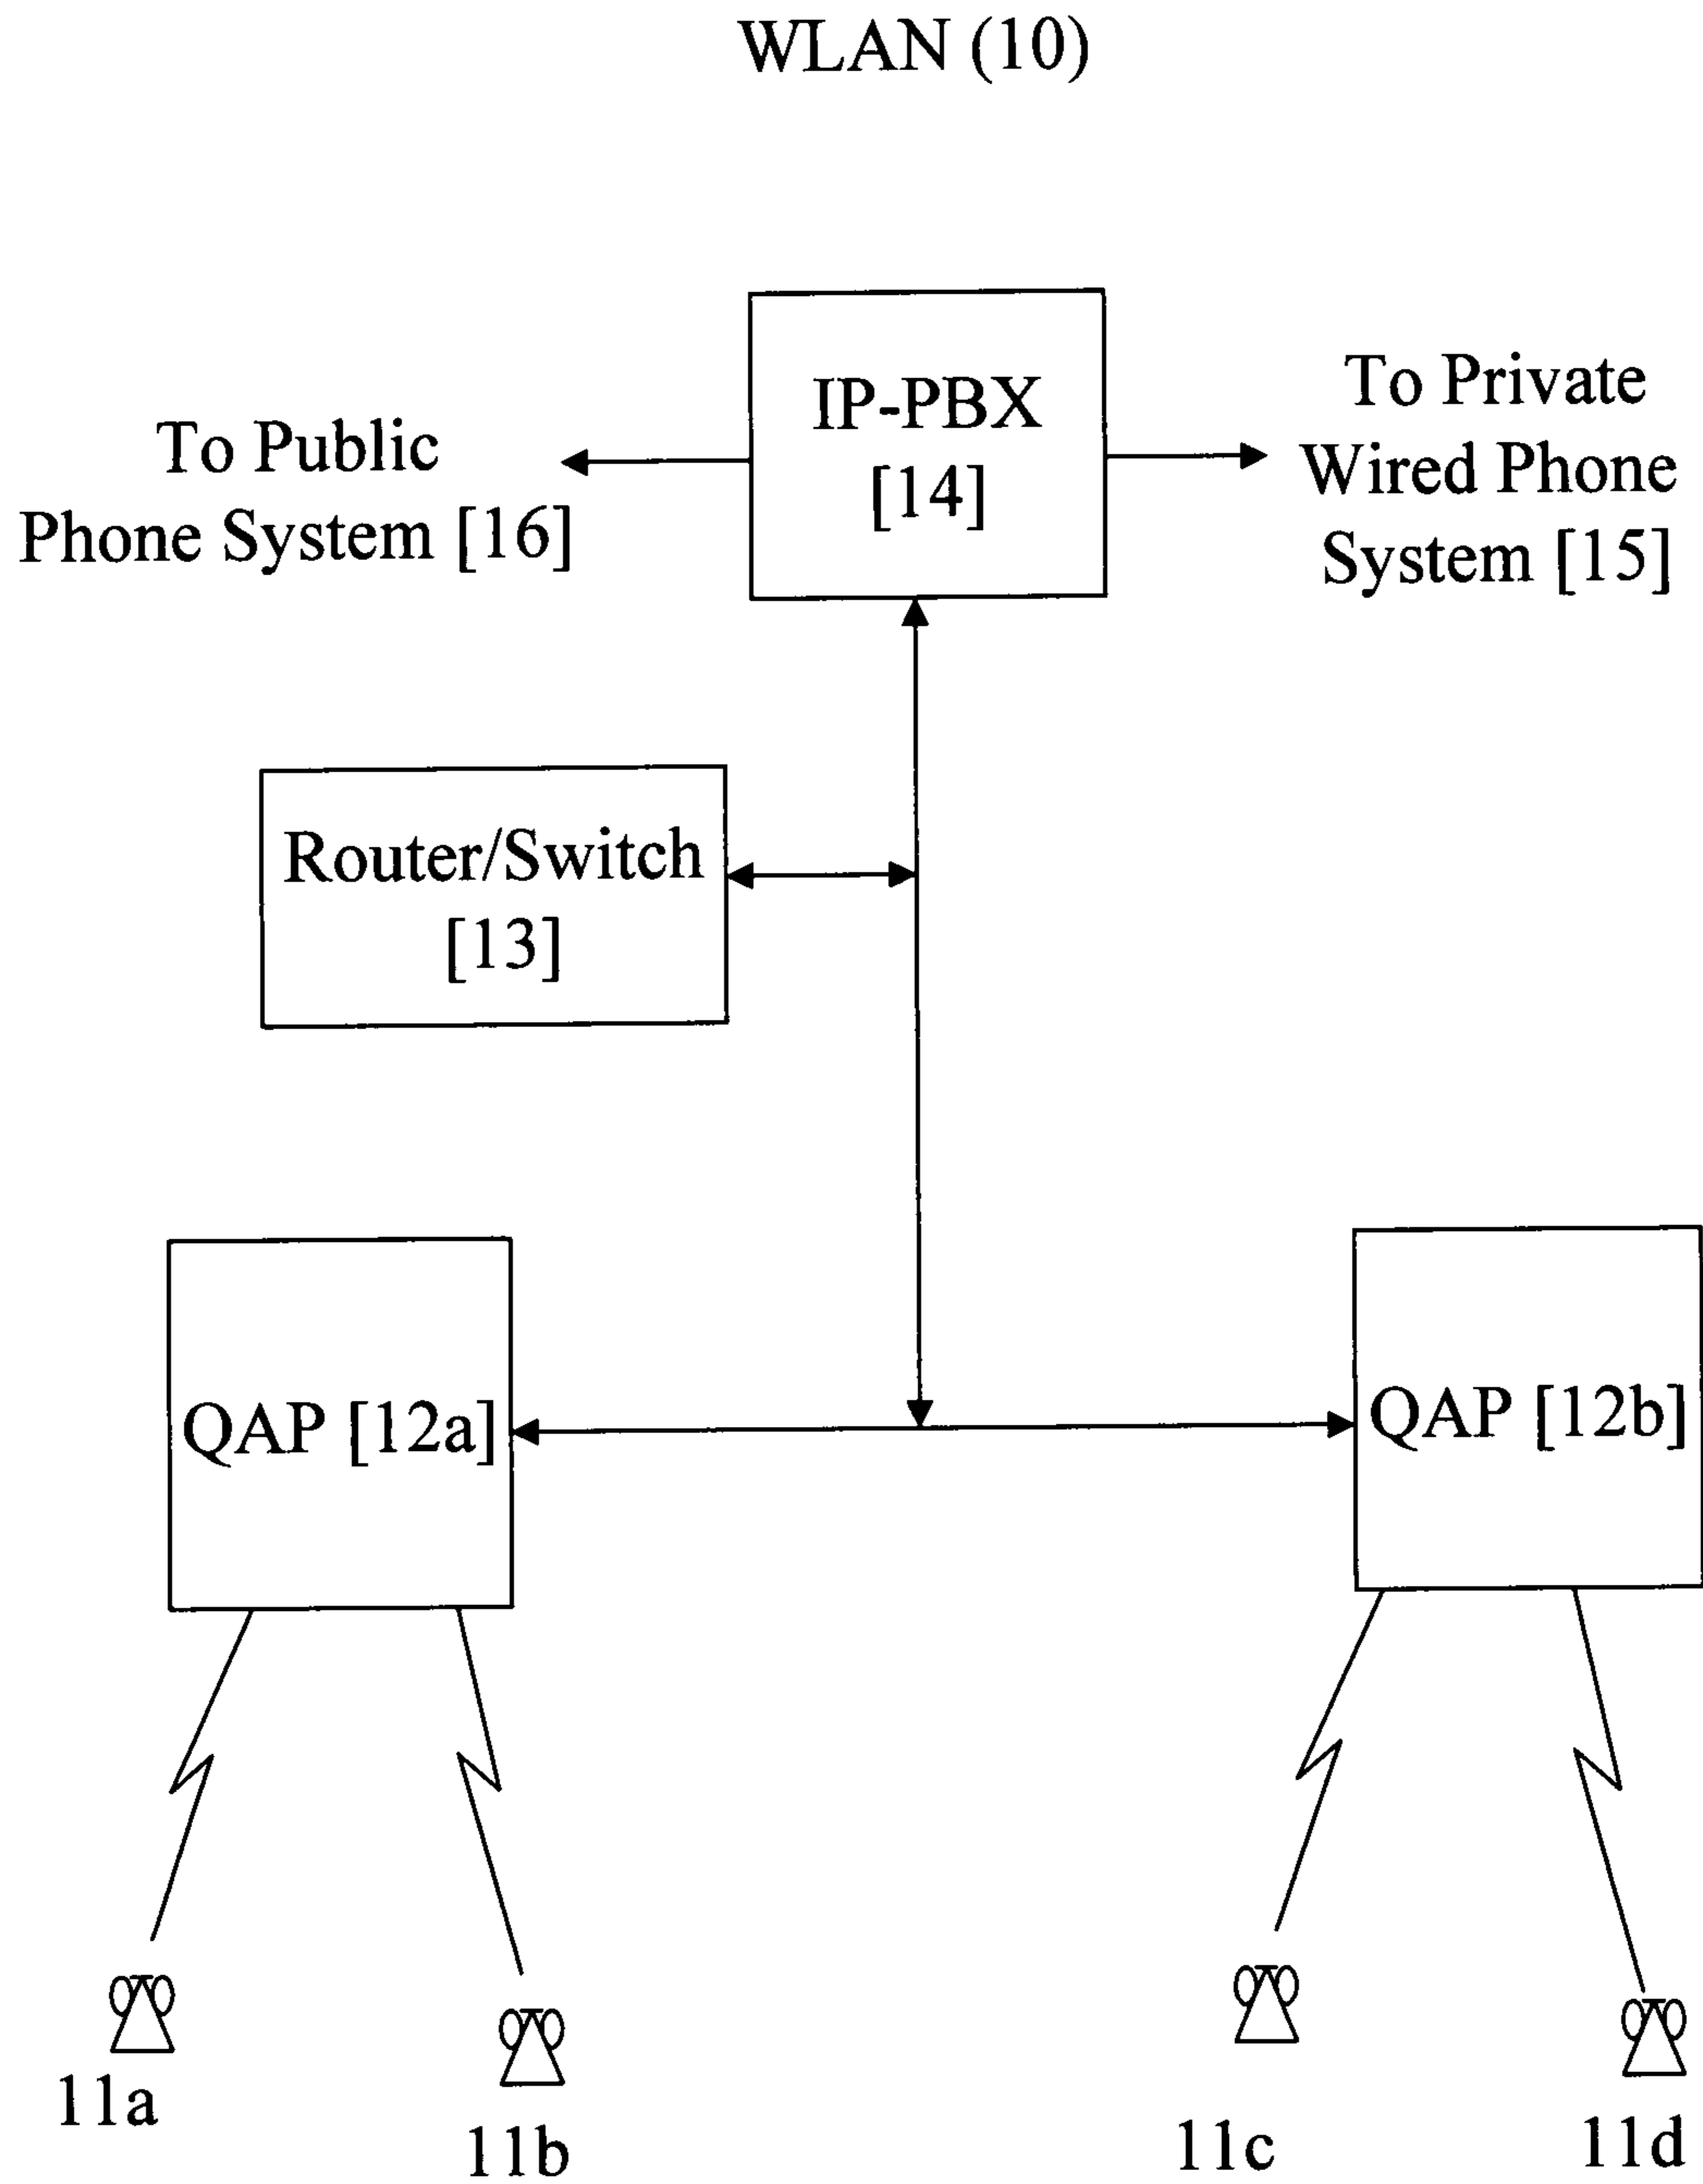 WLAN (10)
IP-PBX
[14]
To Public
Phone System [16]
To Private
Wired Phone
System [15]
Router/Switch
[13]
QAP [12a]
QAP [12b]
11a
11b
11c
11d